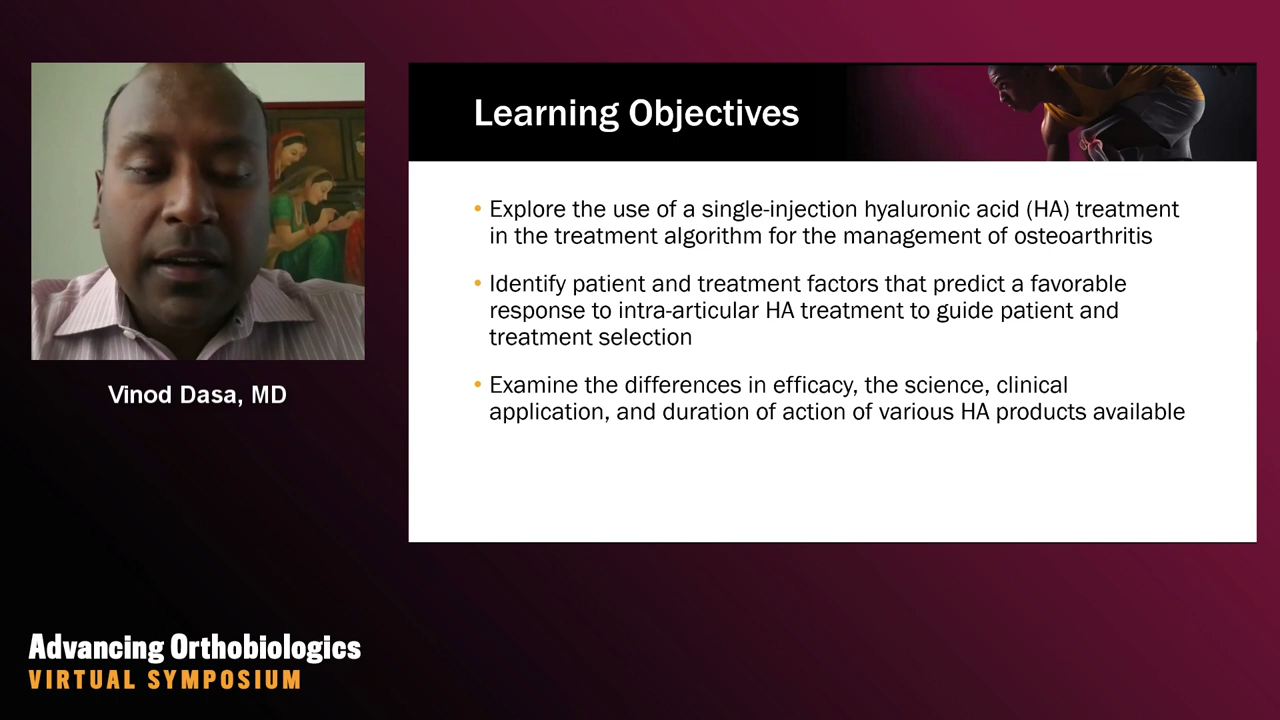 Learning Objectives
• Explore the use of a single-injection hyaluronic acid (HA) treatment
in the treatment algorithm for the management of osteoarthritis
• Identify patient and treatment factors that predict a favorable
response to intra-articular HA treatment to guide patient and
treatment selection
• Examine the differences in efficacy, the science, clinical
application, and duration of action of various HA products available
Vinod Dasa, MD
Advancing Orthobiologics
VIRTUAL SYMPOSIUM